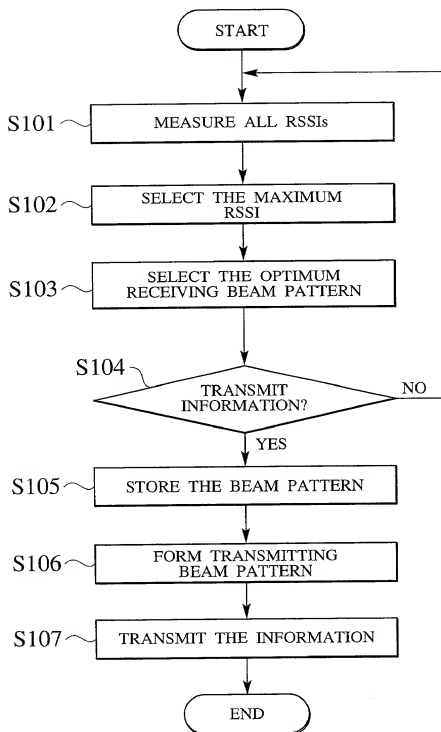 START
S101
MEASURE ALL RSSIs
S102
SELECT THE MAXIMUM
RSSI
S103
SELECT THE OPTIMUM
RECEIVING BEAM PATTERN
S104
TRANSMIT
INFORMATION?
NO
YES
S105
STORE THE BEAM PATTERN
S106
FORM TRANSMITTING
BEAM PATTERN
S107
TRANSMIT THE INFORMATION
END